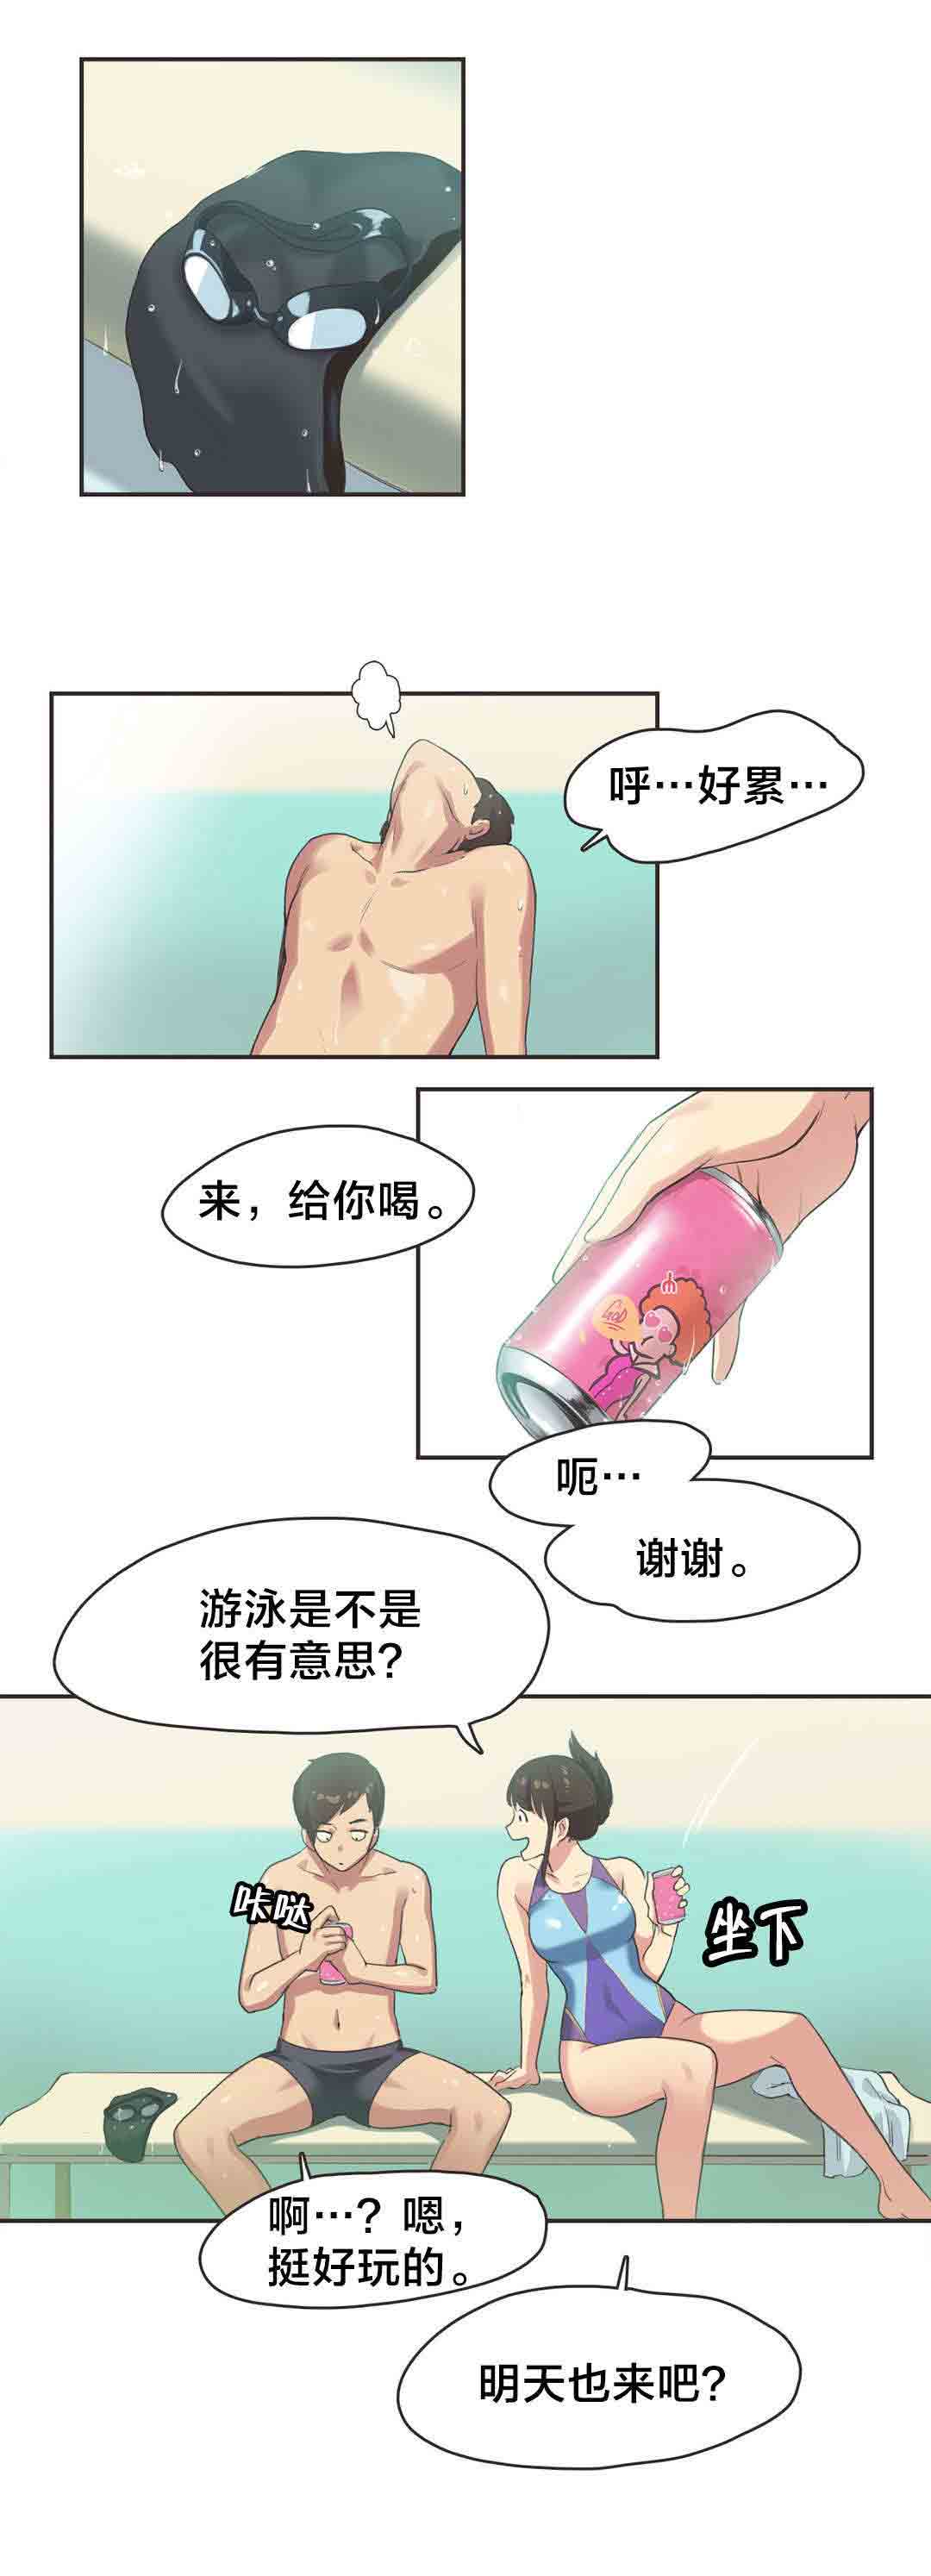 呼…好累…
来，给你喝。
GOD
呃…
谢谢。
游泳是不是
很有意思？
咔哒
坐下
啊…？嗯，
挺好玩的。
明天也来吧？